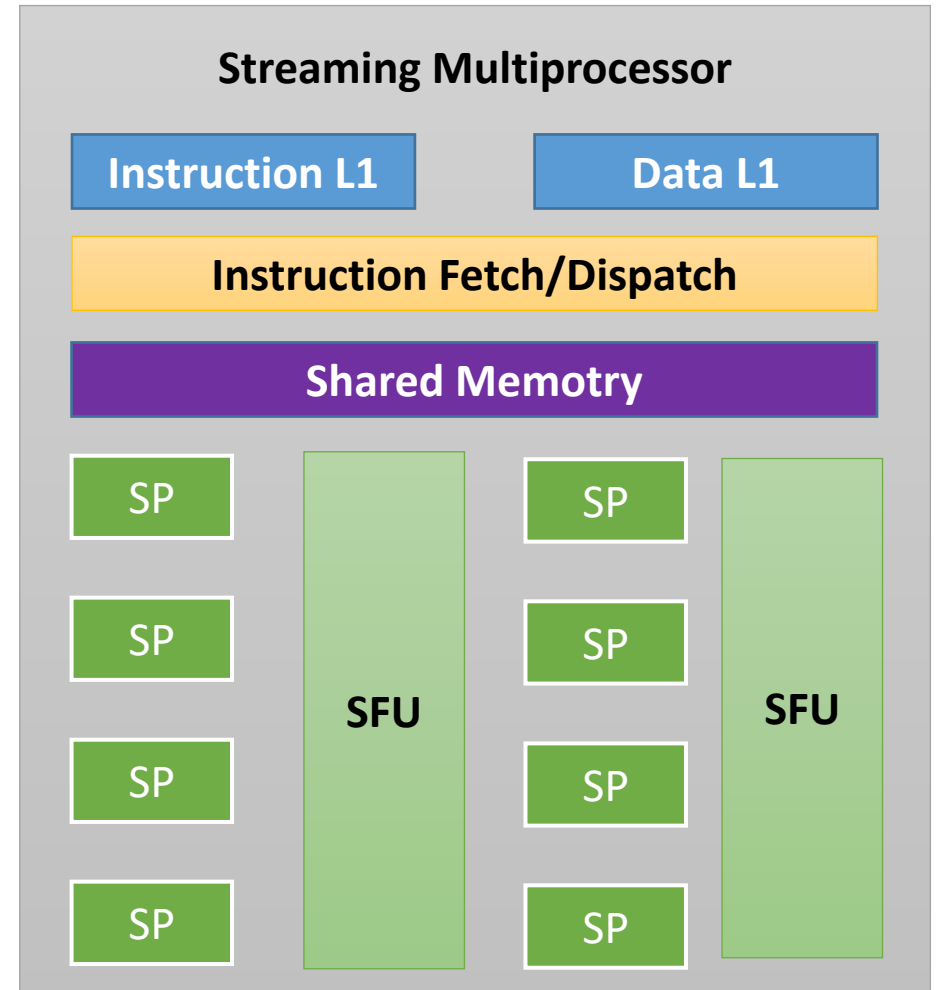 Streaming Multiprocessor
Instruction L1
Data L1
Instruction Fetch/Dispatch
Shared Memotry
SP
SP
SP
SP
SFU
SP
SP
SP
SP
SFU